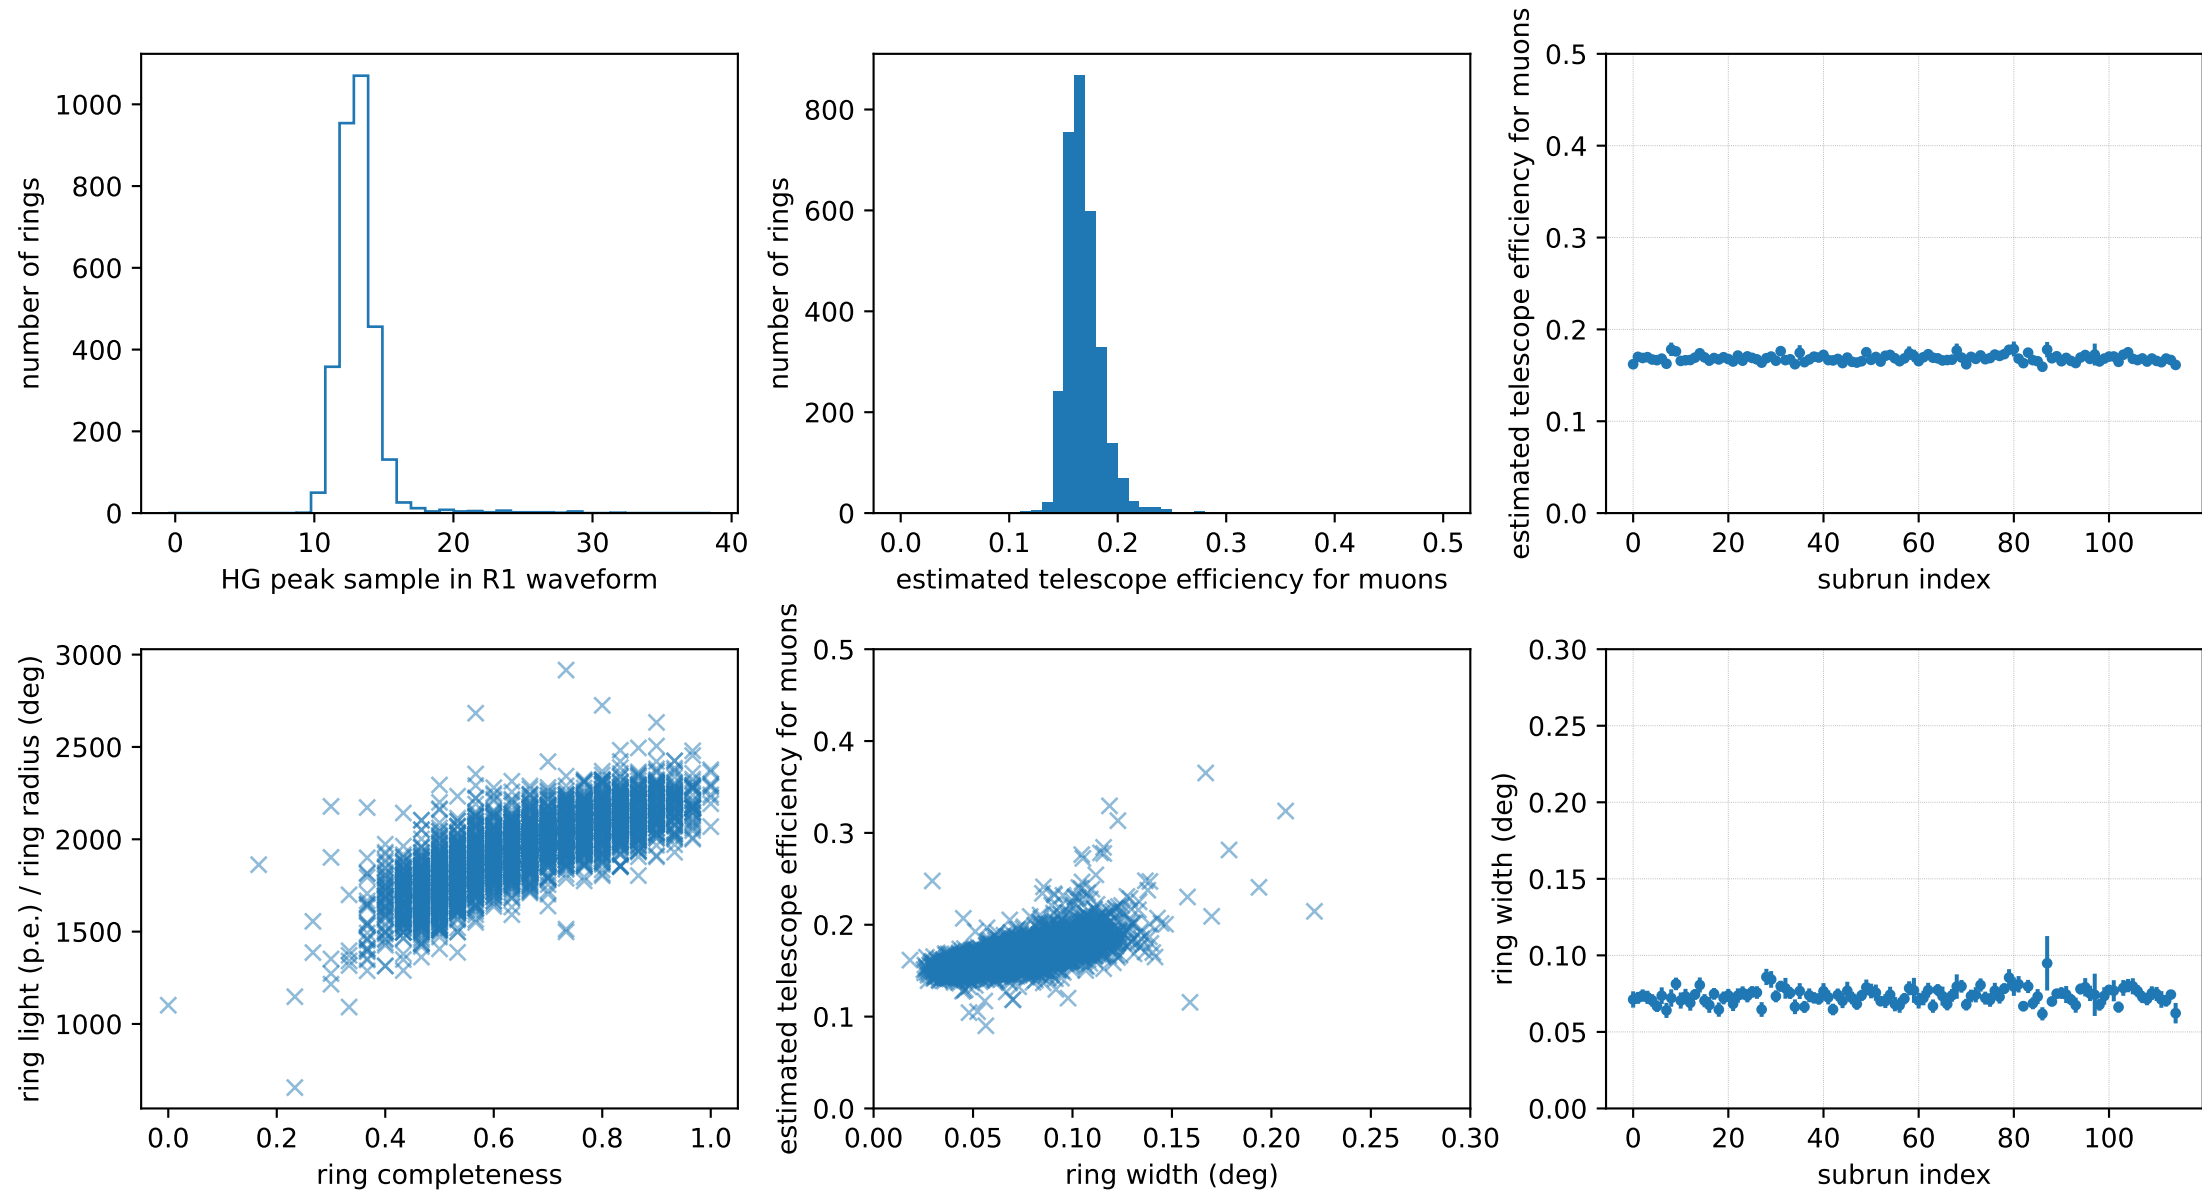 number of rings
1000
800
600
400
200
0
0 10 20 30 40
HG peak sample in R1 waveform
number of rings
800
600
400
200
0
0.0 0.1 0.2 0.3 0.4 0.5
estimated telescope efficiency for muons
estimated telescope efficiency for muons
0.5
0.4
0.3
0.2
0.1
0.0
0 20 40 60 80 100
subrun index
ring light (p.e.) / ring radius (deg)
3000
2500
2000
1500
1000
0.0 0.2 0.4 0.6 0.8 1.0
ring completeness
estimated telescope efficiency for muons
0.5
0.4
0.3
0.2
0.1
0.0
0.00 0.05 0.10 0.15 0.20 0.25 0.30
ring width (deg)
ring width (deg)
0.30
0.25
0.20
0.15
0.10
0.05
0.00
0 20 40 60 80 100
subrun index